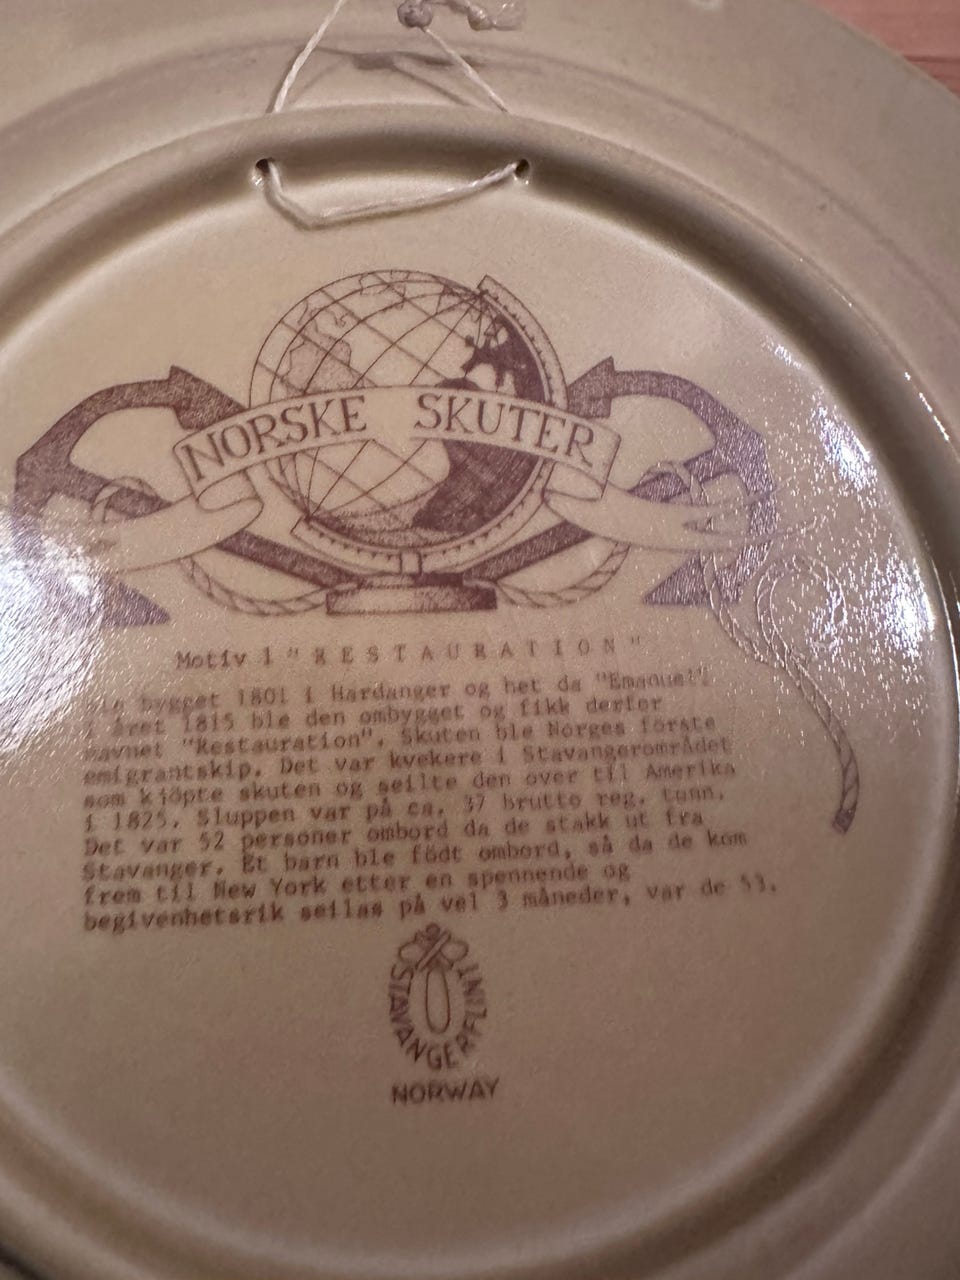 NORSKE SKUTER
Motiv 1 "RESTAURATION"
bygget 1801 i Hardanger og het da "Emanuel"
I året 1815 ble den ombygget og fikk derfor
navnet "Restauration". Skuten ble Norges förste
emigrantskip. Det var kvekere i Stavangerområdet
som kjöpte skuten og seilte den over til Amerika
i 1825. Sluppen var på ca. 37 brutto reg. tonn.
Det var 52 personer ombord da de stakk ut fra
Stavanger. Et barn ble födt ombord, så da de kom
frem til New York etter en spennende og
begivenhetsrik seilas på vel 3 måneder, var de 53.
STAVANGERFLINT
NORWAY